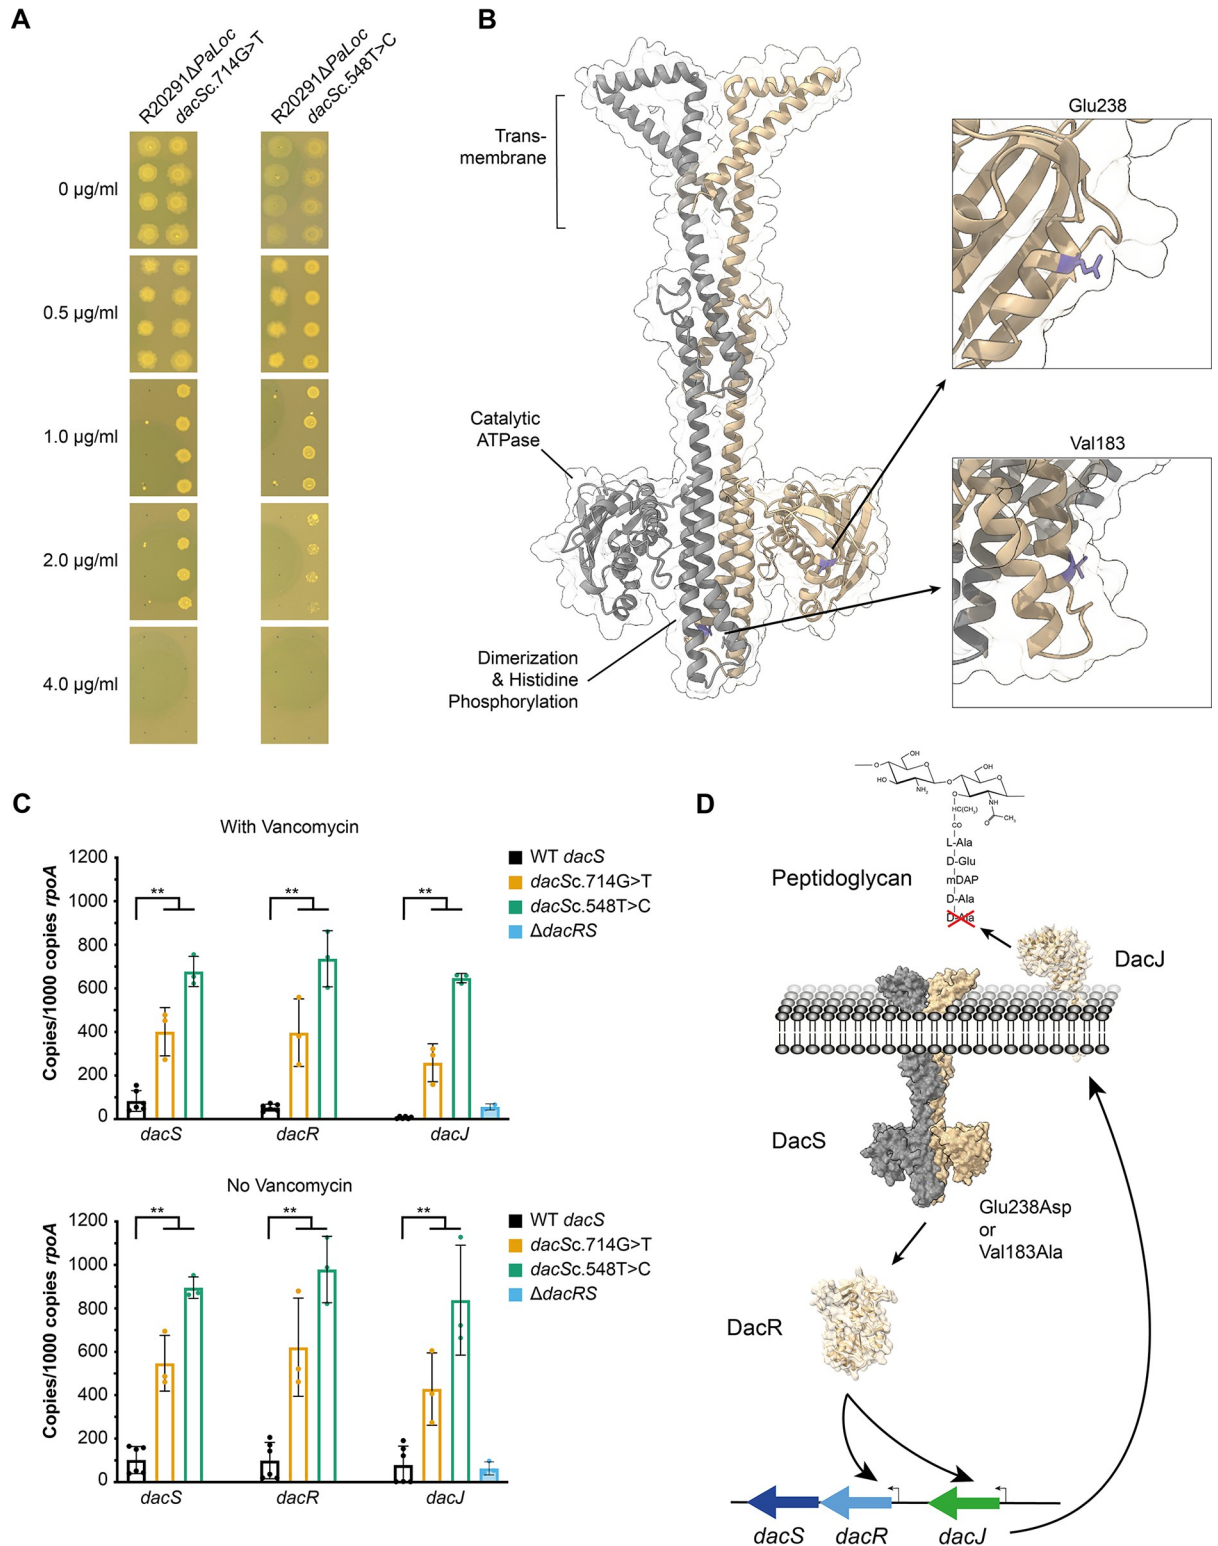 A
R20291ΔPaLoc
dacSc.714G>T
R20291ΔPaLoc
dacSc.548T>C
0 µg/ml
0.5 µg/ml
1.0 µg/ml
2.0 µg/ml
4.0 µg/ml
B
Trans-
membrane
Catalytic
ATPase
Dimerization
& Histidine
Phosphorylation
Glu238
Val183
C
With Vancomycin
Copies/1000 copies rpoA
1200
1000
800
600
400
200
0
** ** **
dacS dacR dacJ
WT dacS
dacSc.714G>T
dacSc.548T>C
ΔdacRS
No Vancomycin
Copies/1000 copies rpoA
1200
1000
800
600
400
200
0
** ** **
dacS dacR dacJ
WT dacS
dacSc.714G>T
dacSc.548T>C
ΔdacRS
D
OH
O
HO
NH₂
O
OH
O
O
NH
HC(CH₃)
O
CH₃
CO
L-Ala
D-Glu
mDAP
D-Ala
D-Ala
Peptidoglycan
DacJ
DacS
Glu238Asp
or
Val183Ala
DacR
dacS dacR dacJ